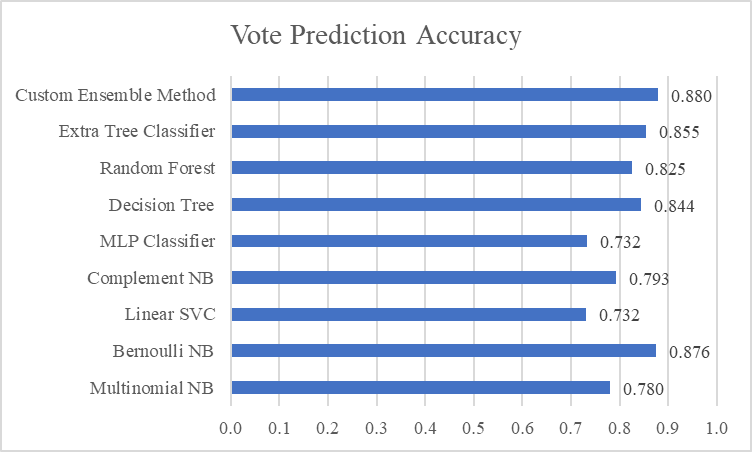 Vote Prediction Accuracy
Custom Ensemble Method 0.880
Extra Tree Classifier 0.855
Random Forest 0.825
Decision Tree 0.844
MLP Classifier 0.732
Complement NB 0.793
Linear SVC 0.732
Bernoulli NB 0.876
Multinomial NB 0.780
0.0 0.1 0.2 0.3 0.4 0.5 0.6 0.7 0.8 0.9 1.0